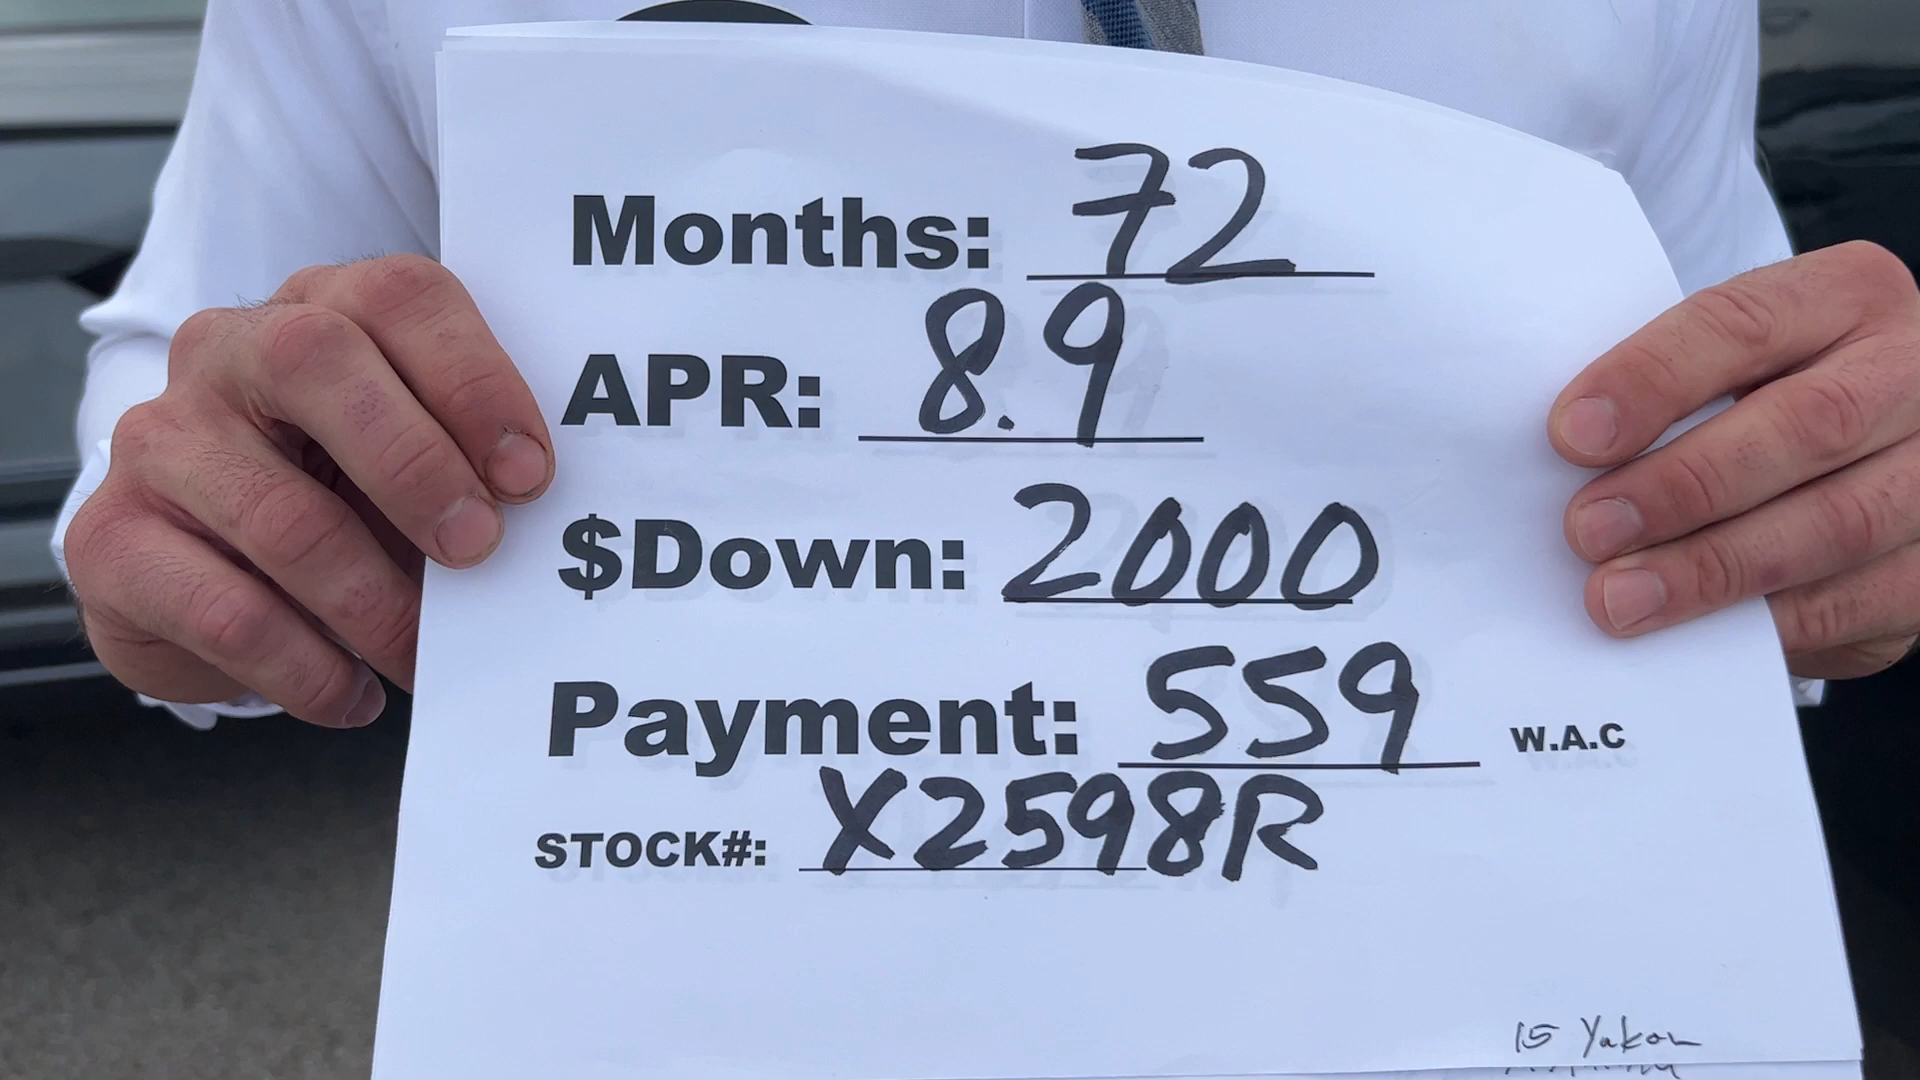 Months: 72
APR: 8.9
$Down: 2000
Payment: 559 W.A.C
STOCK#: X2598R
15 Yukon